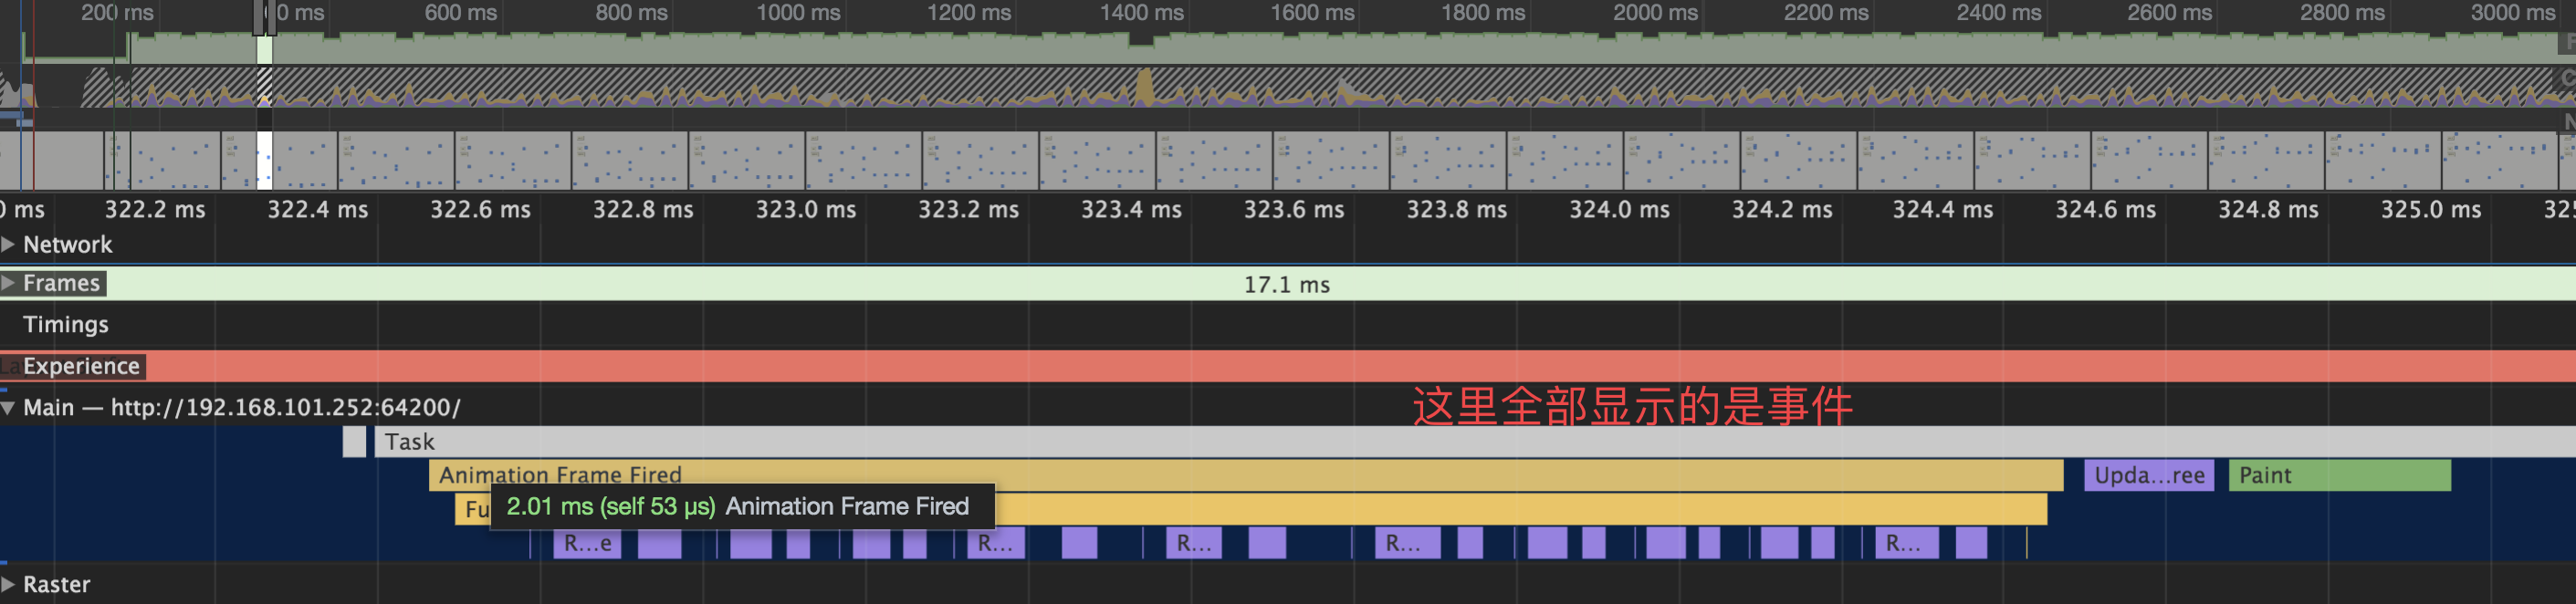 200 ms 0 ms 600 ms 800 ms 1000 ms 1200 ms 1400 ms 1600 ms 1800 ms 2000 ms 2200 ms 2400 ms 2600 ms 2800 ms 3000 ms
0 ms 322.2 ms 322.4 ms 322.6 ms 322.8 ms 323.0 ms 323.2 ms 323.4 ms 323.6 ms 323.8 ms 324.0 ms 324.2 ms 324.4 ms 324.6 ms 324.8 ms 325.0 ms 325
Network
Frames 17.1 ms
Timings
Experience
这里全部显示的是事件
Main — http://192.168.101.252:64200/
Task
Animation Frame Fired Upda...ree Paint
Fu
2.01 ms (self 53 μs) Animation Frame Fired
R...e R... R... R... R...
Raster